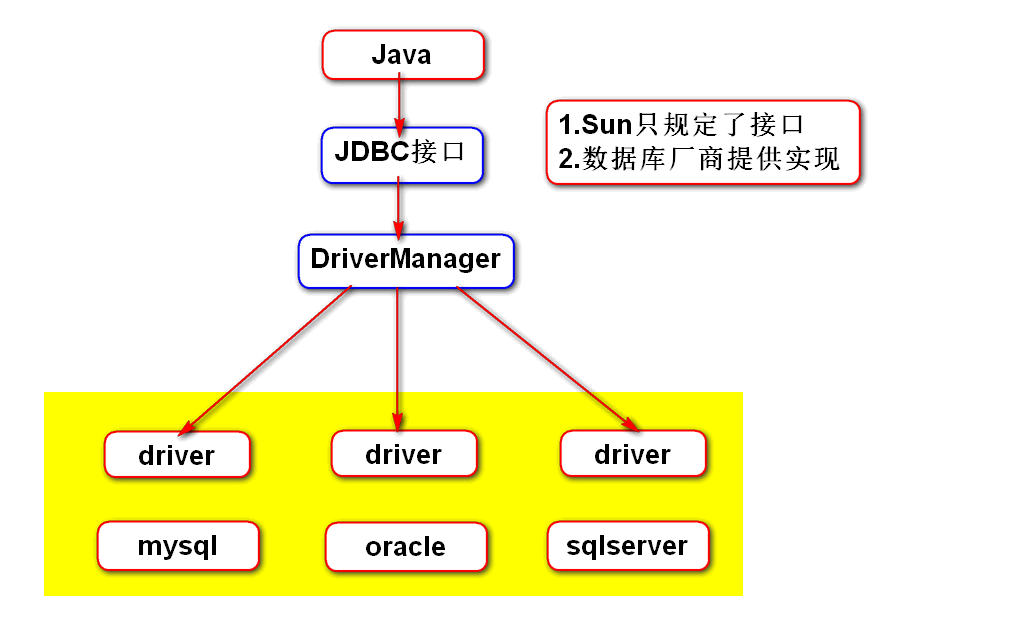 Java
JDBC接口
1.Sun只规定了接口
2.数据库厂商提供实现
DriverManager
driver
driver
driver
mysql
oracle
sqlserver